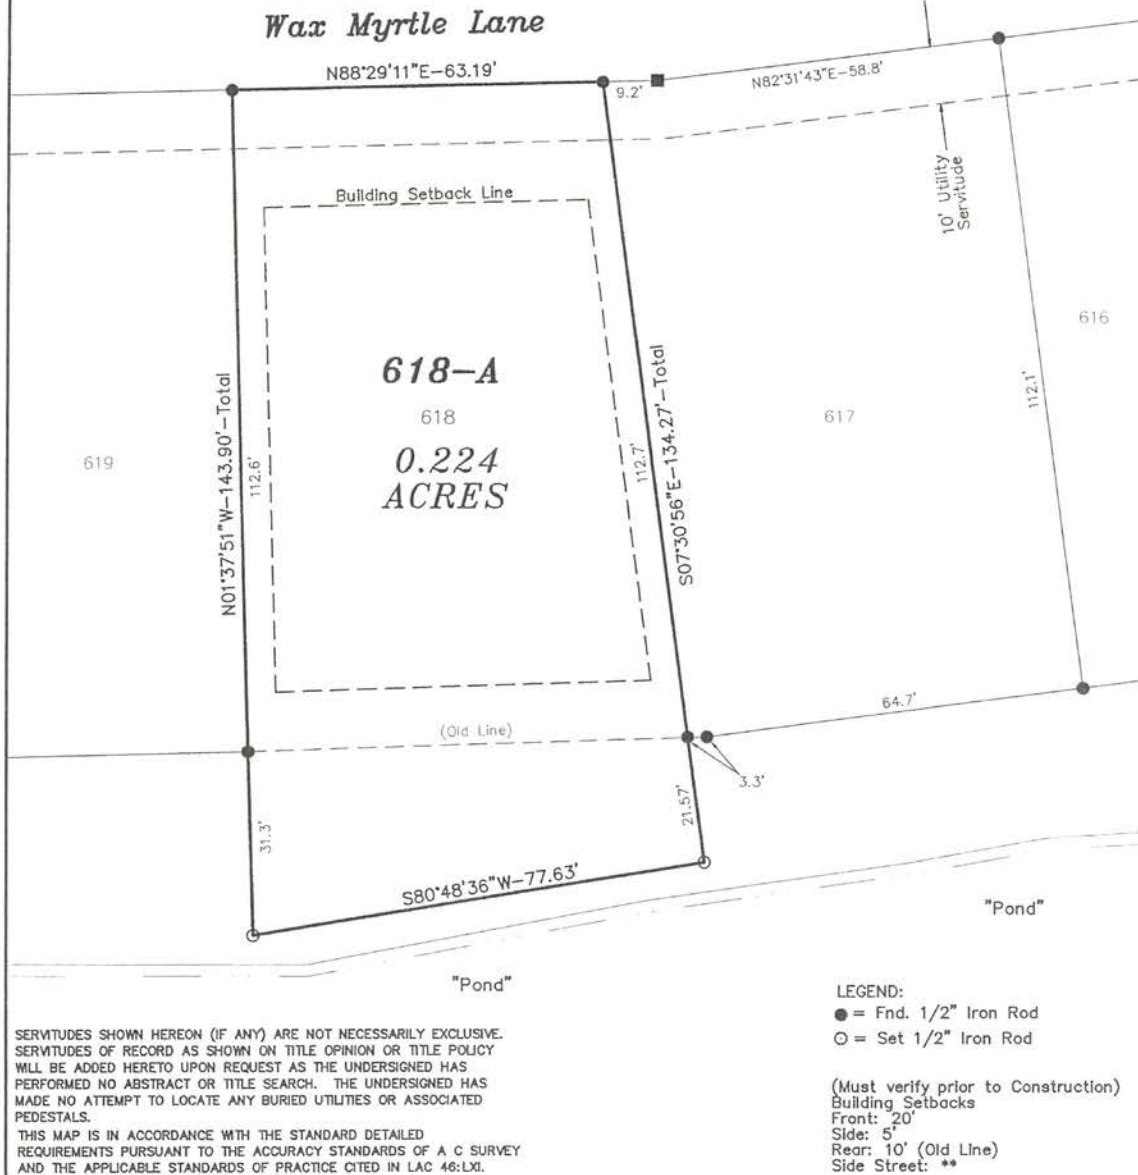 Wax Myrtle Lane
N88°29'11"E-63.19'
9.2'
N82°31'43"E-58.8'
10' Utility
Servitude
Building Setback Line
618-A
618
0.224
ACRES
619
617
616
N01°37'51"W-143.90'-Total
112.6'
112.7'
S07°30'56"E-134.27'-Total
112.1'
(Old Line)
64.7'
3.3'
31.3'
21.57'
S80°48'36"W-77.63'
"Pond"
"Pond"
LEGEND:
= Fnd. 1/2" Iron Rod
= Set 1/2" Iron Rod
(Must verify prior to Construction)
Building Setbacks
Front: 20'
Side: 5'
Rear: 10' (Old Line)
Side Street: **
SERVITUDES SHOWN HEREON (IF ANY) ARE NOT NECESSARILY EXCLUSIVE.
SERVITUDES OF RECORD AS SHOWN ON TITLE OPINION OR TITLE POLICY
WILL BE ADDED HERETO UPON REQUEST AS THE UNDERSIGNED HAS
PERFORMED NO ABSTRACT OR TITLE SEARCH. THE UNDERSIGNED HAS
MADE NO ATTEMPT TO LOCATE ANY BURIED UTILITIES OR ASSOCIATED
PEDESTALS.
THIS MAP IS IN ACCORDANCE WITH THE STANDARD DETAILED
REQUIREMENTS PURSUANT TO THE ACCURACY STANDARDS OF A C SURVEY
AND THE APPLICABLE STANDARDS OF PRACTICE CITED IN LAC 46:LXI.